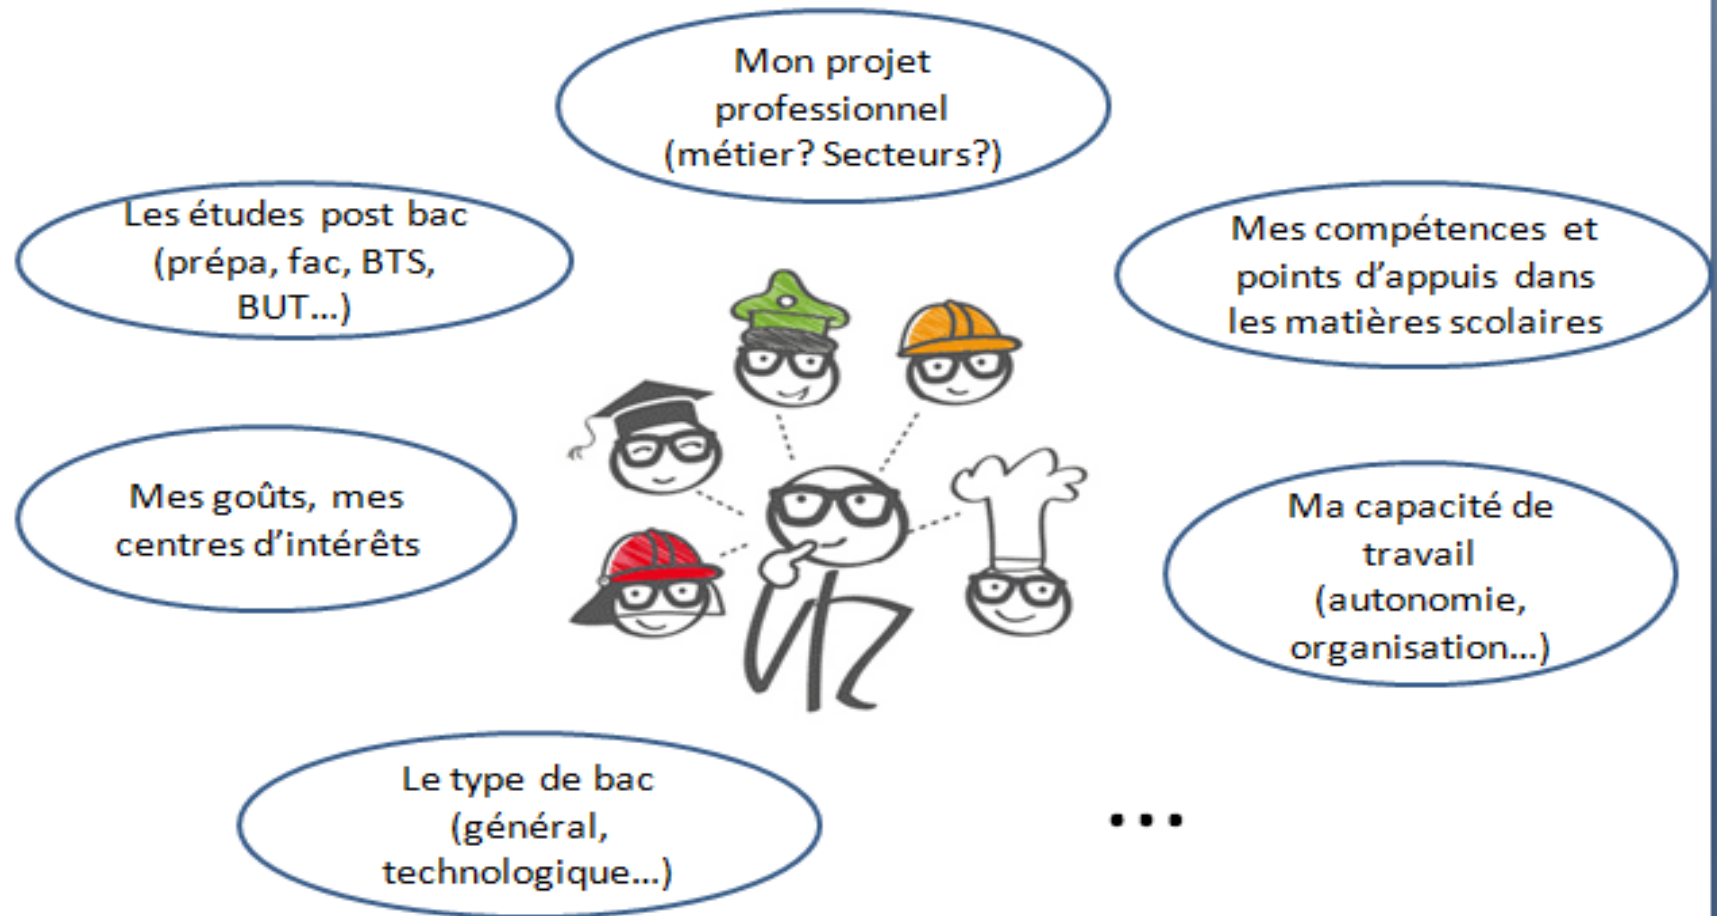 Mon projet
professionnel
(métier? Secteurs?)
Les études post bac
(prépa, fac, BTS,
BUT...)
Mes compétences et
points d'appuis dans
les matières scolaires
Mes goûts, mes
centres d'intérêts
Ma capacité de
travail
(autonomie,
organisation...)
Le type de bac
(général,
technologique...)
...